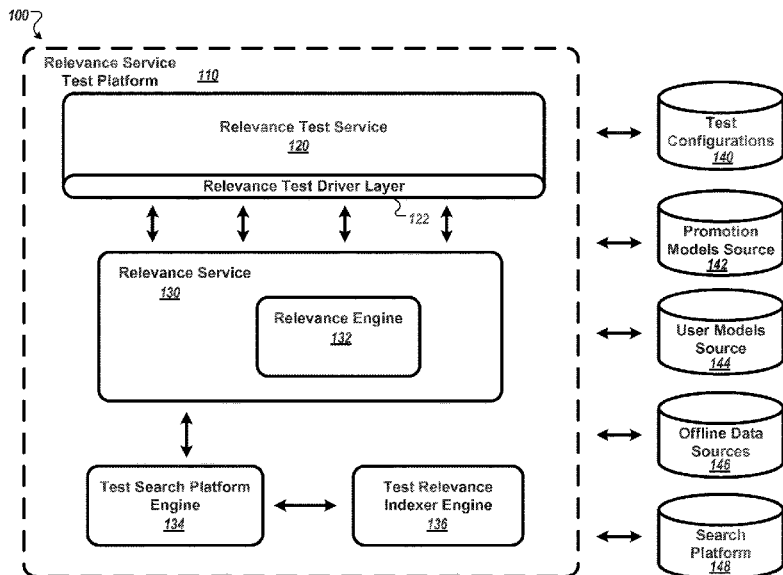 100
Relevance Service
Test Platform 110
Relevance Test Service
120
Relevance Test Driver Layer
122
Relevance Service
130
Relevance Engine
132
Test Search Platform
Engine
134
Test Relevance
Indexer Engine
136
Test
Configurations
140
Promotion
Models Source
142
User Models
Source
144
Offline Data
Sources
146
Search
Platform
148